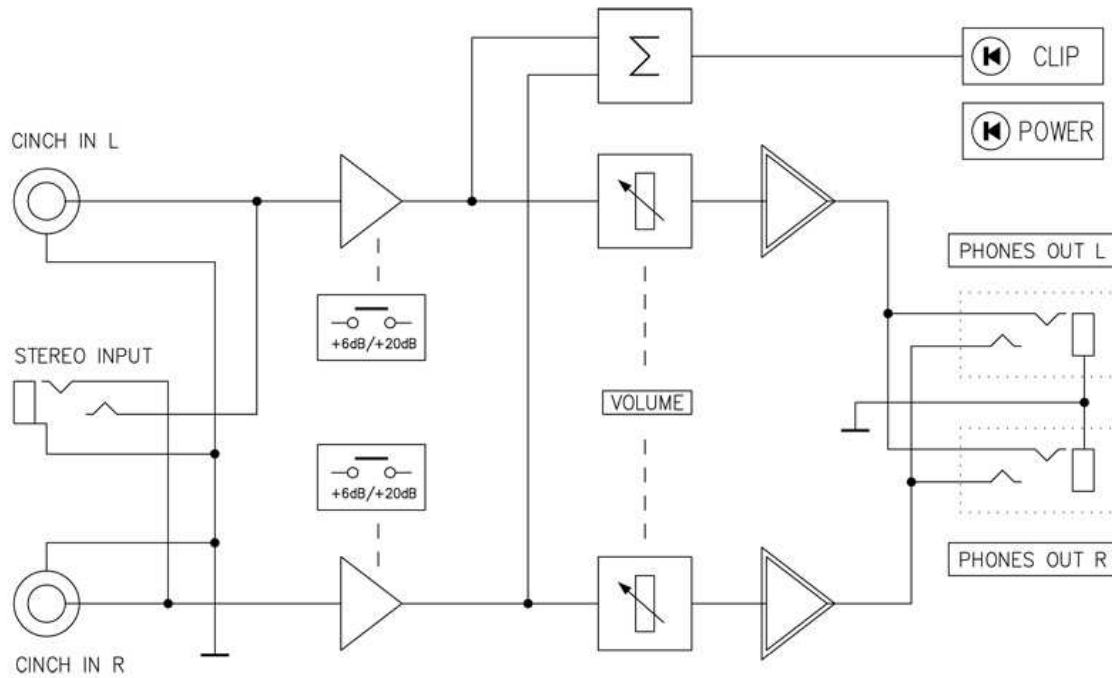 Σ
CLIP
POWER
CINCH IN L
PHONES OUT L
+6dB/+20dB
STEREO INPUT
VOLUME
+6dB/+20dB
PHONES OUT R
CINCH IN R